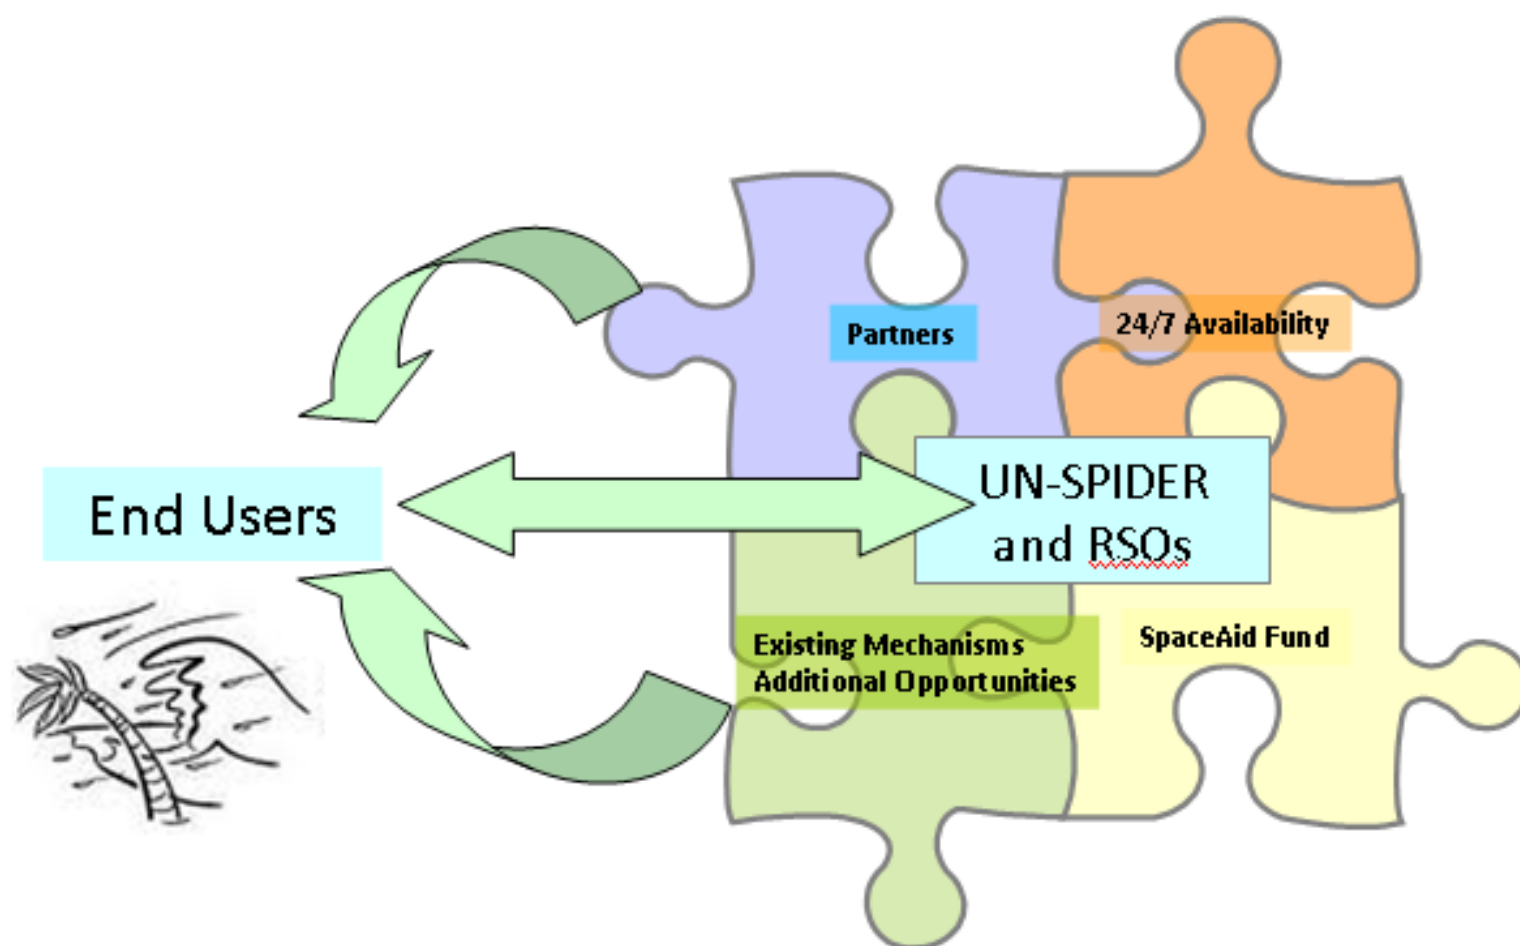 Partners
24/7 Availability
End Users
UN-SPIDER
and RSOs
Existing Mechanisms
Additional Opportunities
SpaceAid Fund